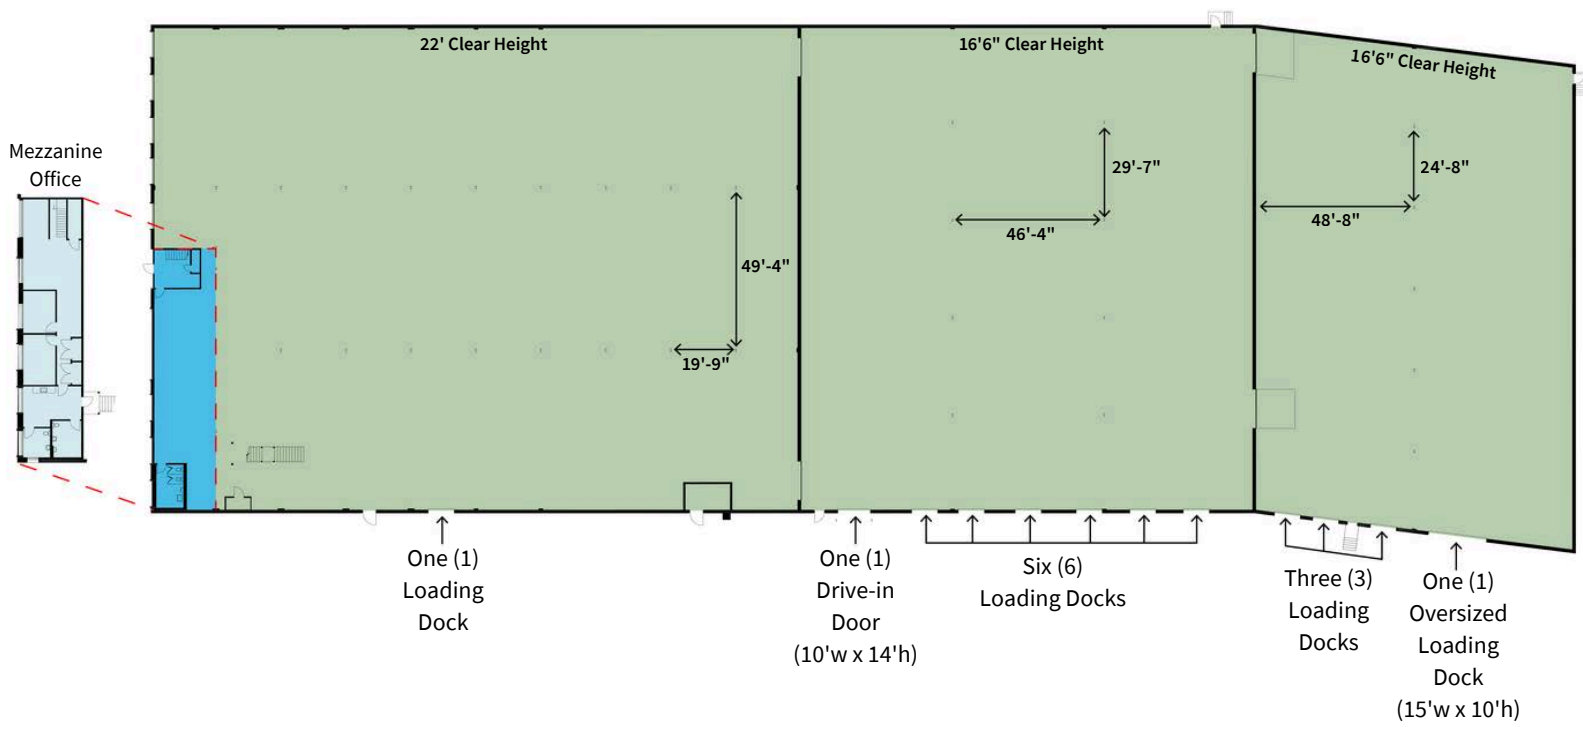 22' Clear Height
16'6" Clear Height
16'6" Clear Height
Mezzanine
Office
29'-7"
24'-8"
46'-4"
48'-8"
49'-4"
19'-9"
One (1)
Loading
Dock
One (1)
Drive-in
Door
(10'w x 14'h)
Six (6)
Loading Docks
Three (3)
Loading
Docks
One (1)
Oversized
Loading
Dock
(15'w x 10'h)